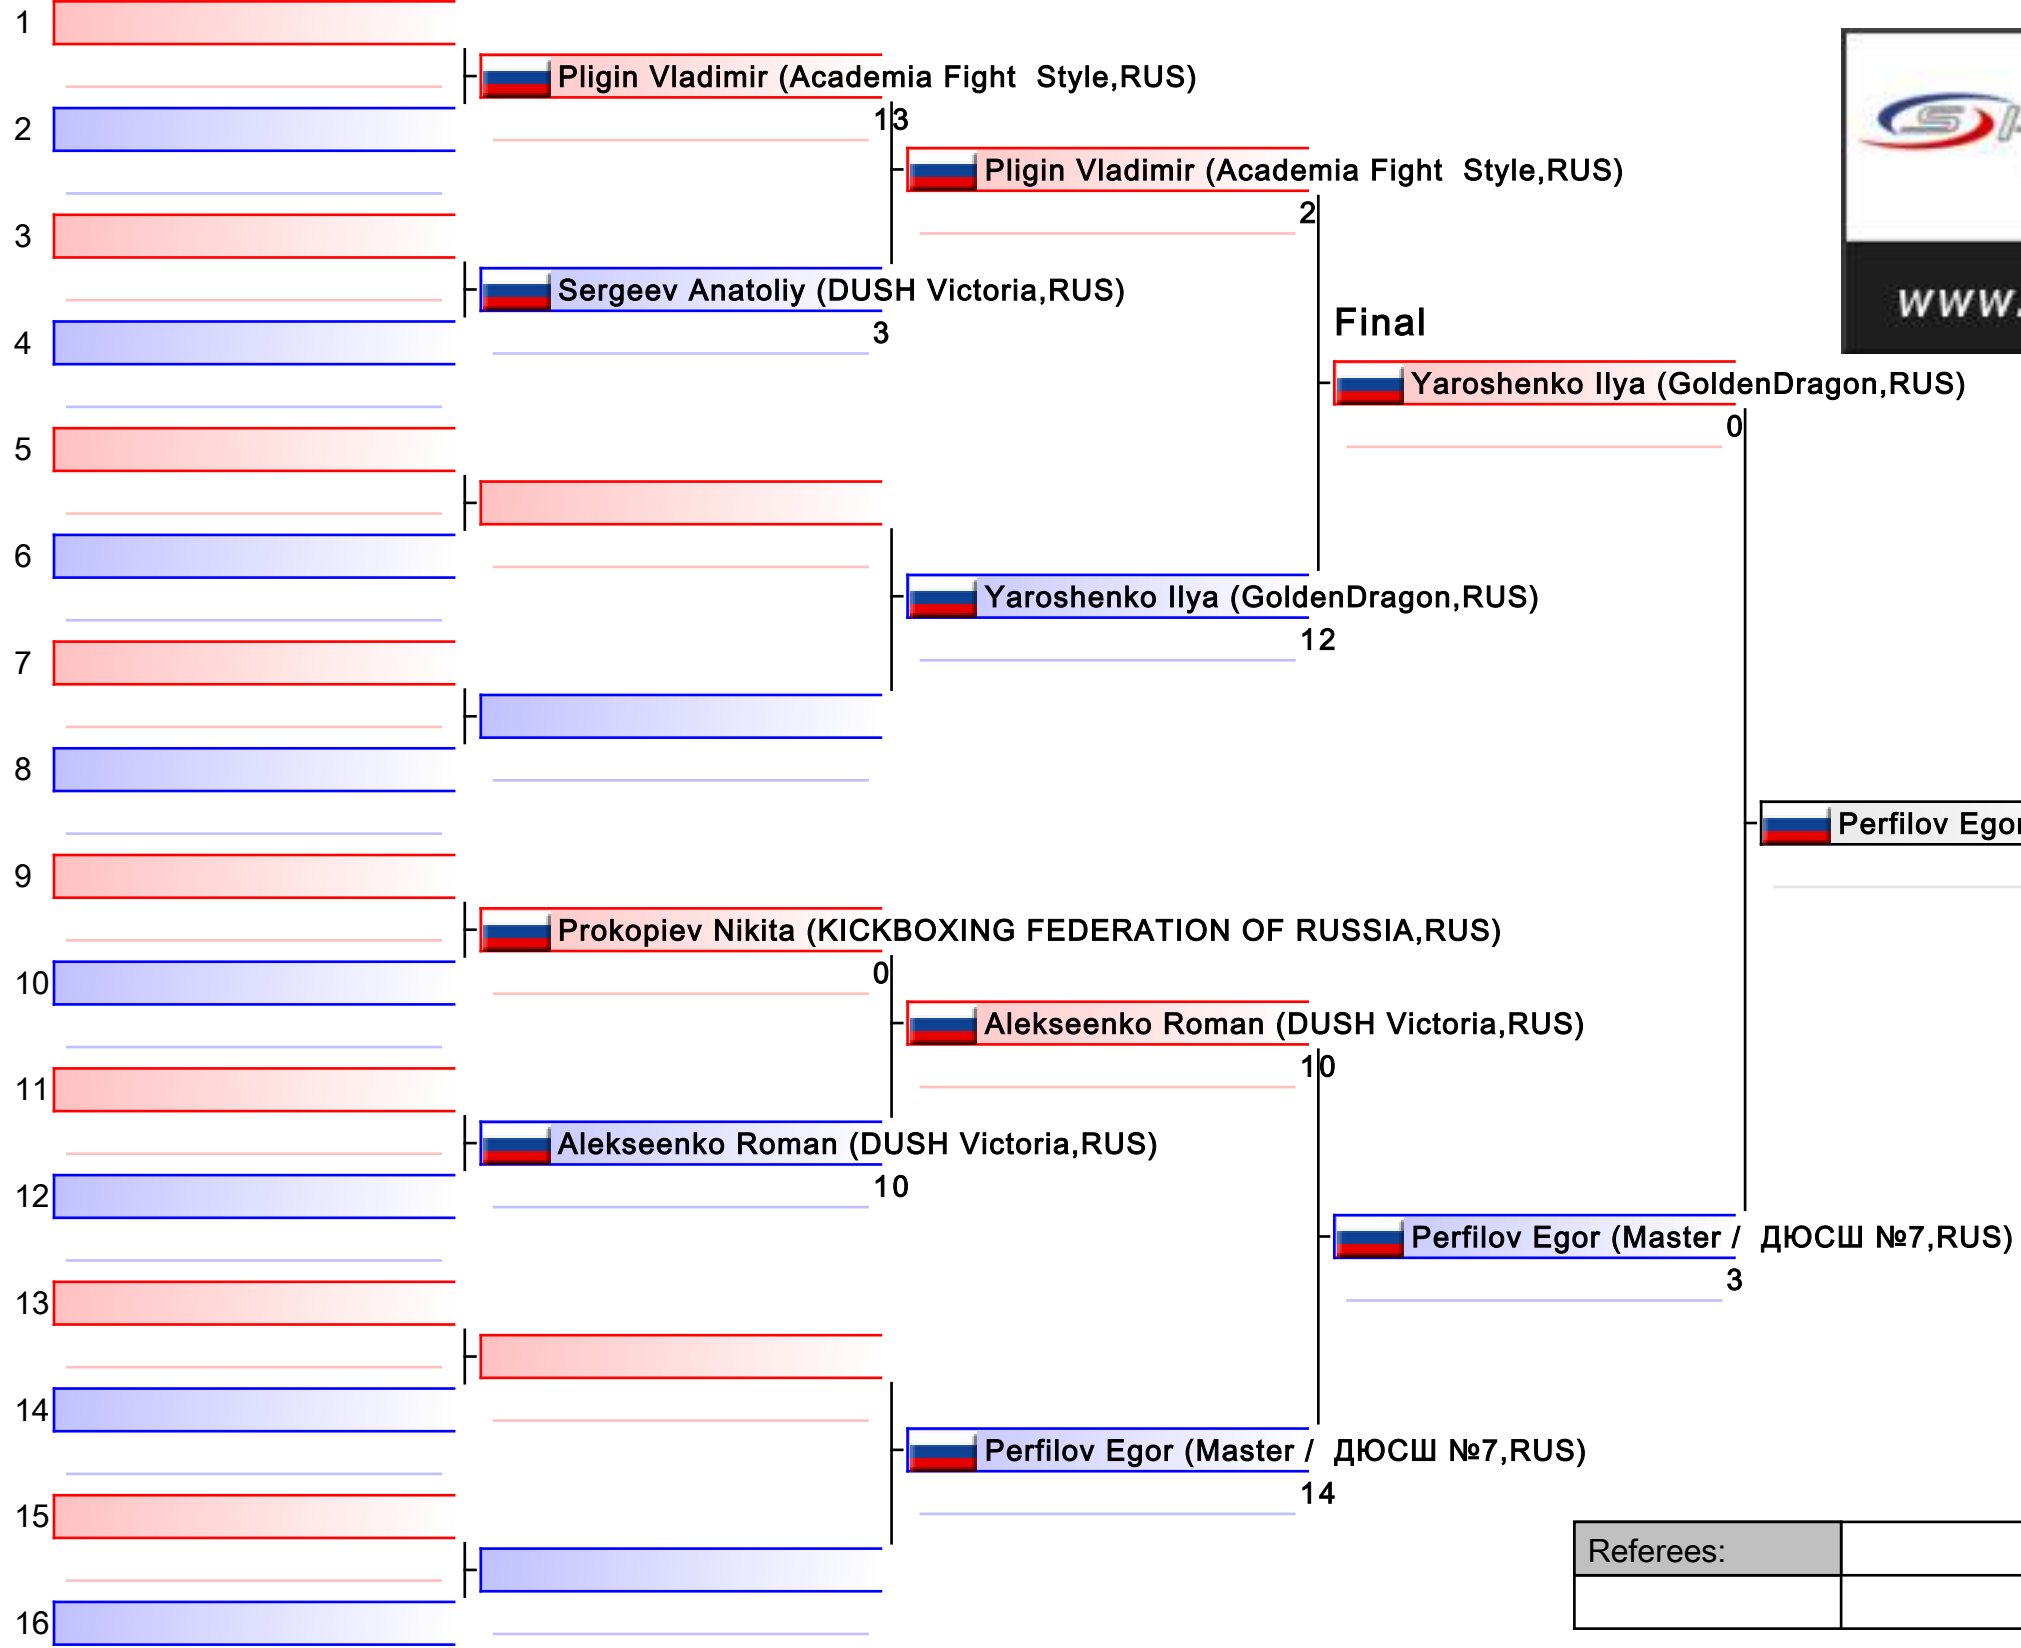 1
Pligin Vladimir (Academia Fight  Style,RUS)
13
2
Pligin Vladimir (Academia Fight  Style,RUS)
2
3
Sergeev Anatoliy (DUSH Victoria,RUS)
3
4
Final
www.
Yaroshenko Ilya (GoldenDragon,RUS)
0
5
6
Yaroshenko Ilya (GoldenDragon,RUS)
12
7
8
Perfilov Egor
9
Prokopiev Nikita (KICKBOXING FEDERATION OF RUSSIA,RUS)
0
10
Alekseenko Roman (DUSH Victoria,RUS)
10
11
Alekseenko Roman (DUSH Victoria,RUS)
10
12
Perfilov Egor (Master /  ДЮСШ №7,RUS)
3
13
14
Perfilov Egor (Master /  ДЮСШ №7,RUS)
14
15
Referees:
16